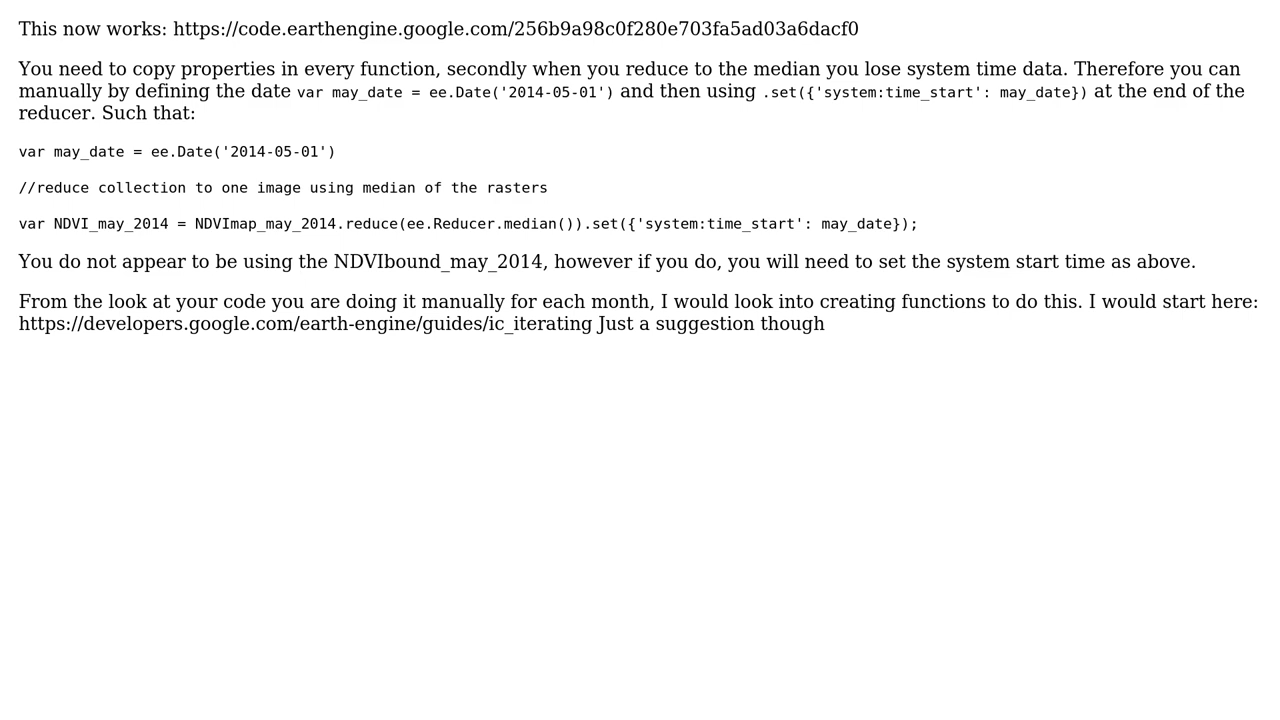 This now works: https://code.earthengine.google.com/256b9a98c0f280e703fa5ad03a6dacf0
You need to copy properties in every function, secondly when you reduce to the median you lose system time data. Therefore you can
manually by defining the date var may_date = ee.Date('2014-05-01') and then using .set({'system:time_start': may_date}) at the end of the
reducer. Such that:
var may_date = ee.Date('2014-05-01')
//reduce collection to one image using median of the rasters
var NDVI_may_2014 = NDVImap_may_2014.reduce(ee.Reducer.median()).set({'system:time_start': may_date});
You do not appear to be using the NDVIbound_may_2014, however if you do, you will need to set the system start time as above.
From the look at your code you are doing it manually for each month, I would look into creating functions to do this. I would start here:
https://developers.google.com/earth-engine/guides/ic_iterating Just a suggestion though